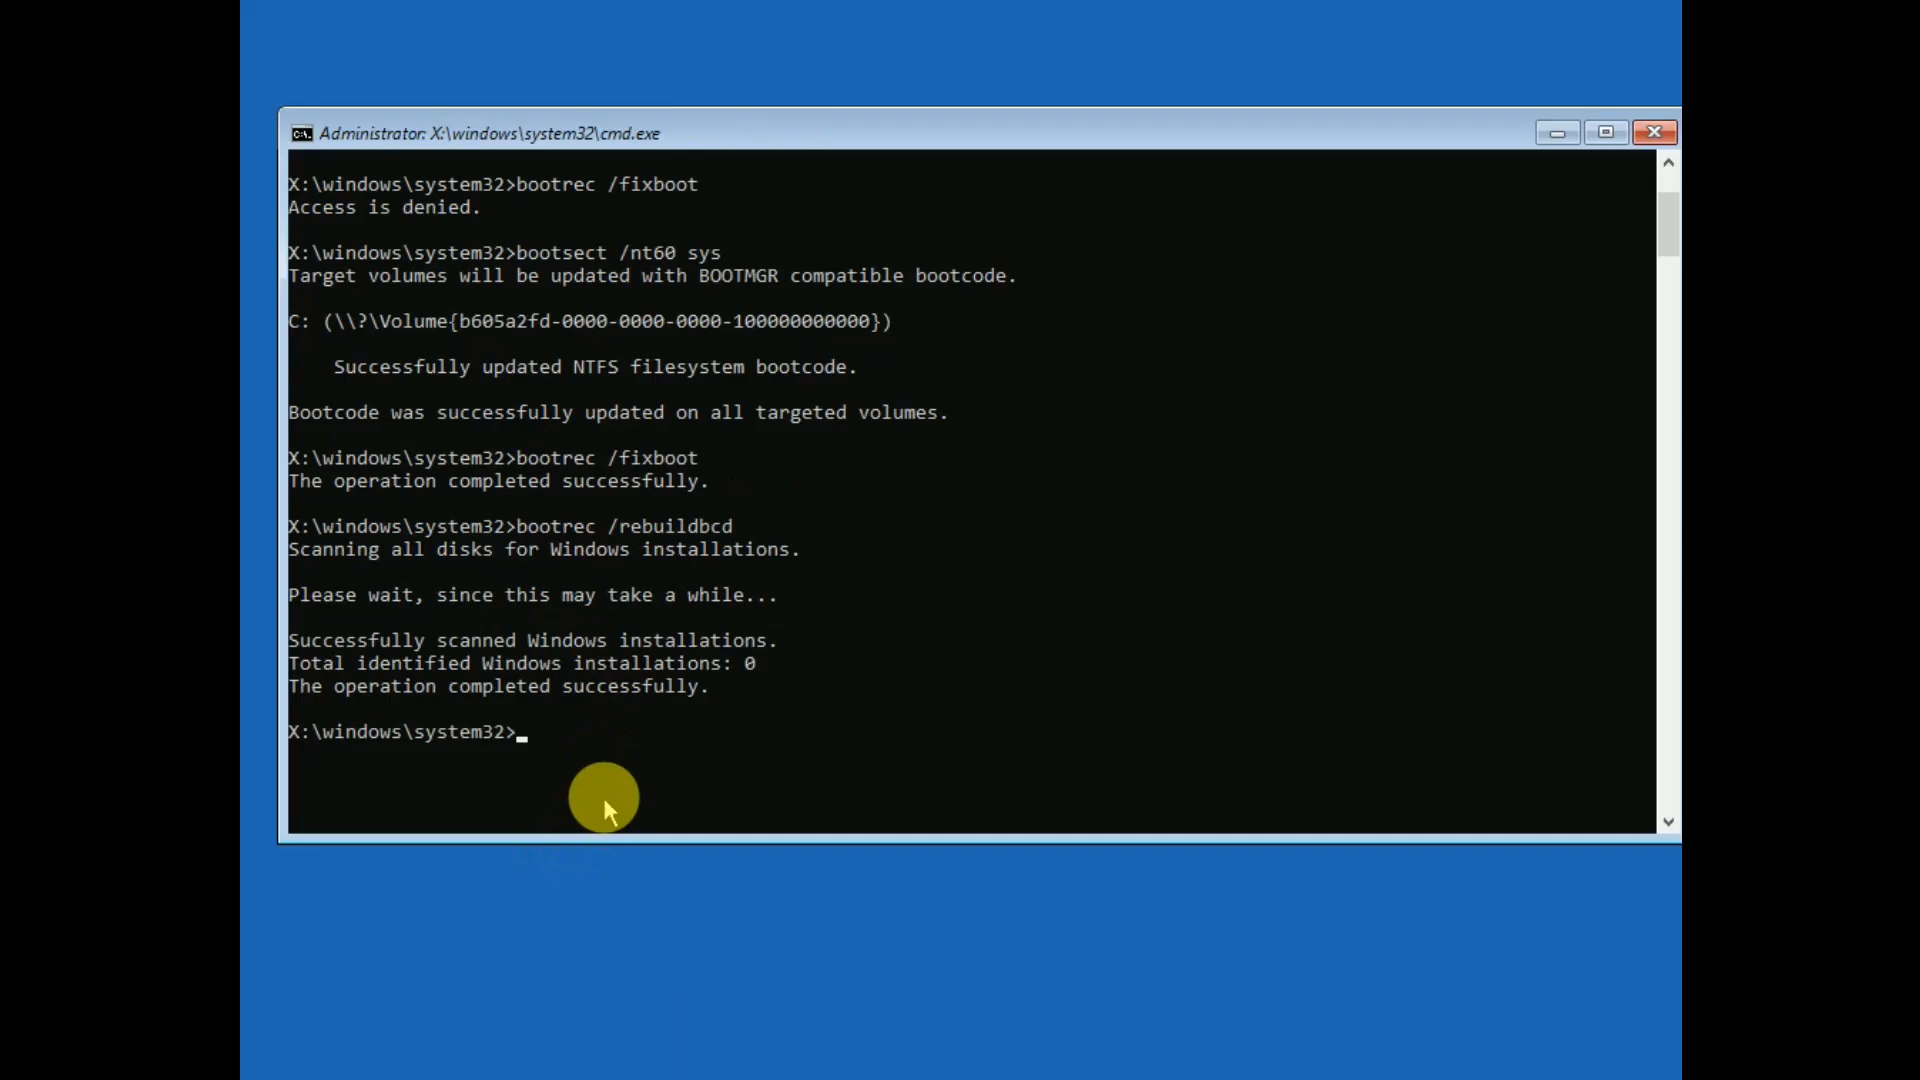 Administrator: X:\windows\system32\cmd.exe
X:\windows\system32>bootrec /fixboot
Access is denied.
X:\windows\system32>bootsect /nt60 sys
Target volumes will be updated with BOOTMGR compatible bootcode.
C: (\\?\Volume{b605a2fd-0000-0000-0000-100000000000})
Successfully updated NTFS filesystem bootcode.
Bootcode was successfully updated on all targeted volumes.
X:\windows\system32>bootrec /fixboot
The operation completed successfully.
X:\windows\system32>bootrec /rebuildbcd
Scanning all disks for Windows installations.
Please wait, since this may take a while...
Successfully scanned Windows installations.
Total identified Windows installations: 0
The operation completed successfully.
X:\windows\system32>